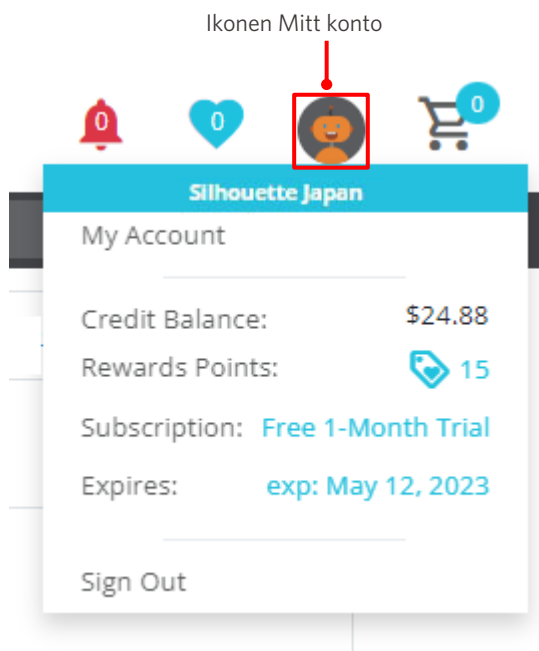 Ikonen Mitt konto
0
0
0
Silhouette Japan
My Account
Credit Balance: $24.88
Rewards Points: 15
Subscription: Free 1-Month Trial
Expires: exp: May 12, 2023
Sign Out